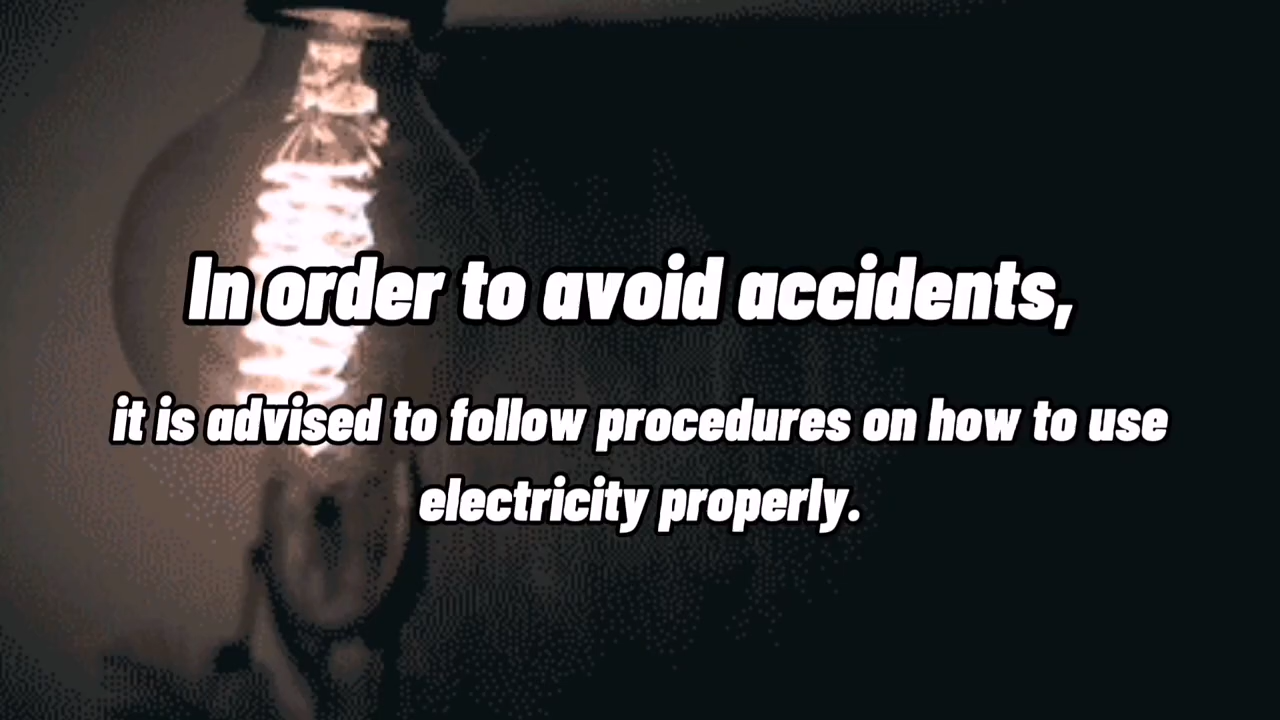 In order to avoid accidents,
it is advised to follow procedures on how to use
electricity properly.